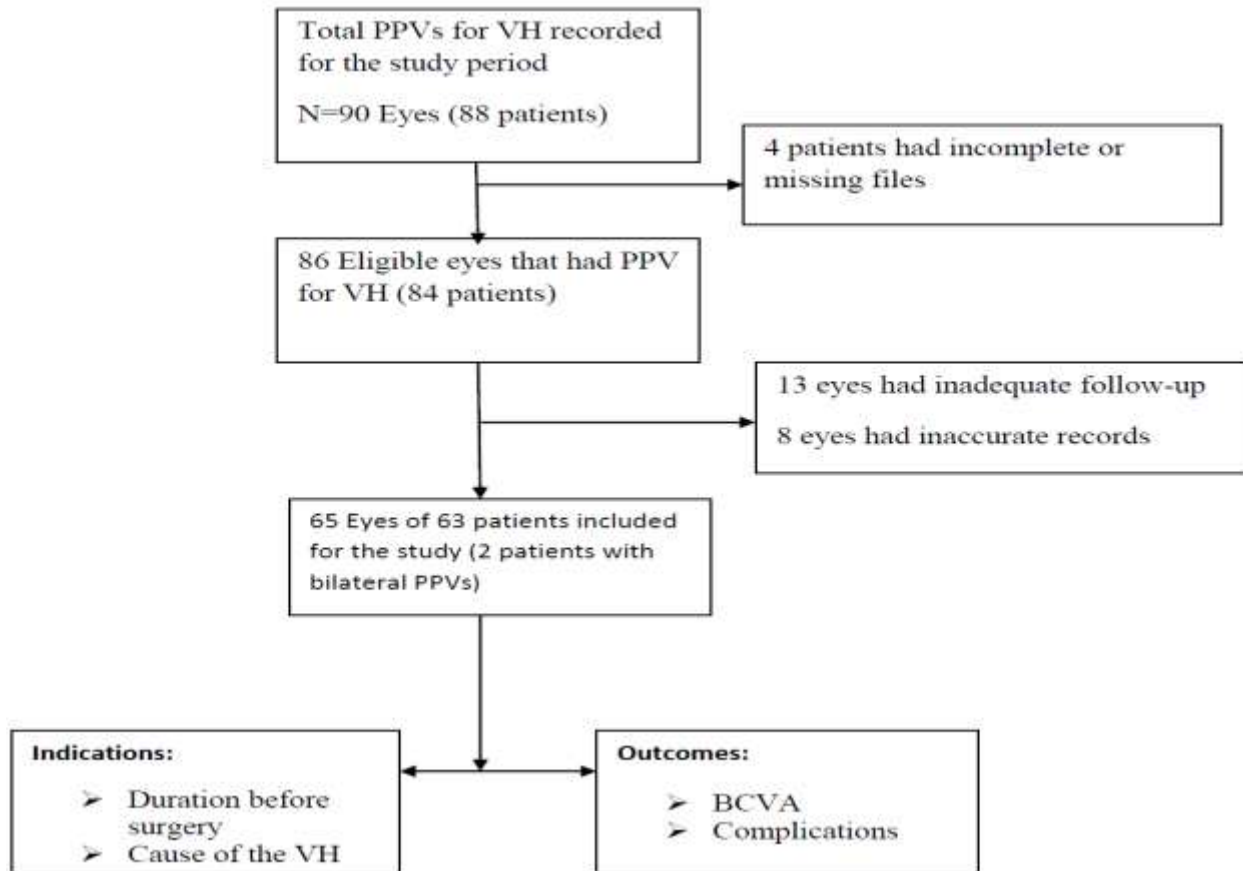 Total PPVs for VH recorded
for the study period
N=90 Eyes (88 patients)
4 patients had incomplete or
missing files
86 Eligible eyes that had PPV
for VH (84 patients)
13 eyes had inadequate follow-up
8 eyes had inaccurate records
65 Eyes of 63 patients included
for the study (2 patients with
bilateral PPVs)
Indications:
➢ Duration before
surgery
➢ Cause of the VH
Outcomes:
➢ BCVA
➢ Complications